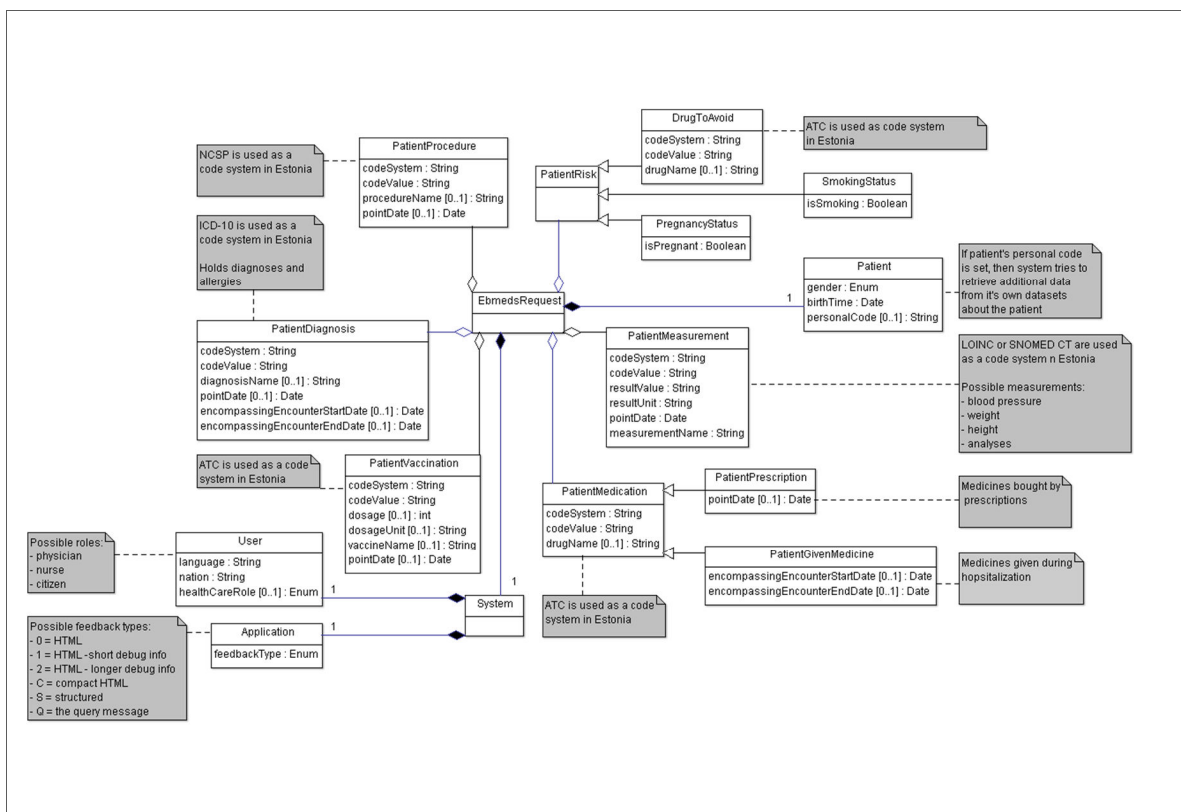 DrugToAvoid
codeSystem : String
codeValue : String
drugName [0..1] : String
ATC is used as code system
in Estonia
PatientProcedure
codeSystem : String
codeValue : String
procedureName [0..1] : String
pointDate [0..1] : Date
NCSP is used as a
code system in Estonia
PatientRisk
SmokingStatus
isSmoking : Boolean
PregnancyStatus
isPregnant : Boolean
ICD-10 is used as a
code system in Estonia
Holds diagnoses and
allergies
Patient
gender : Enum
birthTime : Date
personalCode [0..1] : String
1
If patient's personal code
is set, then system tries to
retrieve additional data
from it's own datasets
about the patient
EbmedsRequest
PatientDiagnosis
codeSystem : String
codeValue : String
diagnosisName [0..1] : String
pointDate [0..1] : Date
encompassingEncounterStartDate [0..1] : Date
encompassingEncounterEndDate [0..1] : Date
PatientMeasurement
codeSystem : String
codeValue : String
resultValue : String
resultUnit : String
pointDate : Date
measurementName : String
LOINC or SNOMED CT are used
as a code system n Estonia
Possible measurements:
- blood pressure
- weight
- height
- analyses
ATC is used as a code
system in Estonia
PatientVaccination
codeSystem : String
codeValue : String
dosage [0..1] : int
dosageUnit [0..1] : String
vaccineName [0..1] : String
pointDate [0..1] : Date
PatientMedication
codeSystem : String
codeValue : String
drugName [0..1] : String
PatientPrescription
pointDate [0..1] : Date
Medicines bought by
prescriptions
PatientGivenMedicine
encompassingEncounterStartDate [0..1] : Date
encompassingEncounterEndDate [0..1] : Date
Medicines given during
hopsitalization
ATC is used as a code
system in Estonia
Possible roles:
- physician
- nurse
- citizen
User
language : String
nation : String
healthCareRole [0..1] : Enum
1
1
System
Possible feedback types:
- 0 = HTML
- 1 = HTML -short debug info
- 2 = HTML - longer debug info
- C = compact HTML
- S = structured
- Q = the query message
Application
feedbackType : Enum
1